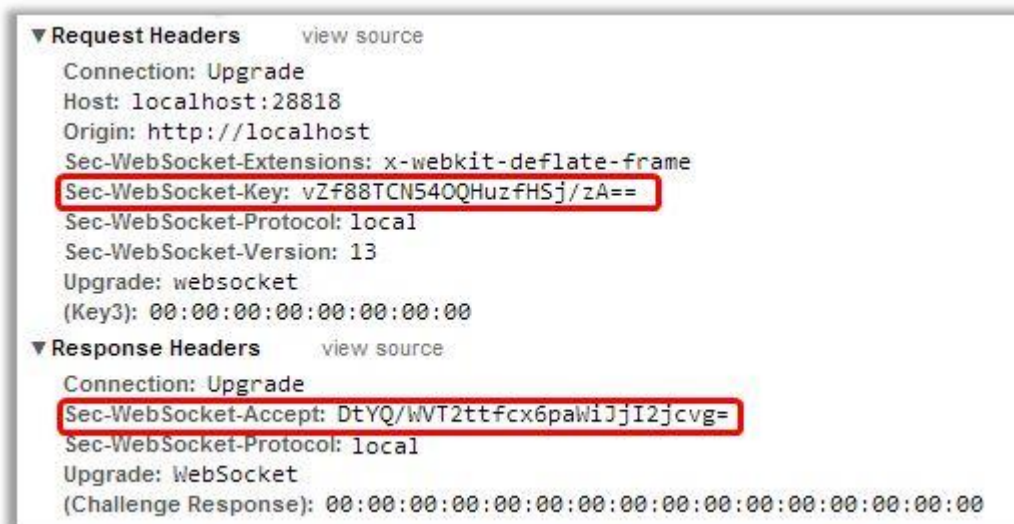 ▼Request Headers view source
Connection: Upgrade
Host: localhost:28818
Origin: http://localhost
Sec-WebSocket-Extensions: x-webkit-deflate-frame
Sec-WebSocket-Key: vZf88TCN54OQHuzfHSj/zA==
Sec-WebSocket-Protocol: local
Sec-WebSocket-Version: 13
Upgrade: websocket
(Key3): 00:00:00:00:00:00:00:00
▼Response Headers view source
Connection: Upgrade
Sec-WebSocket-Accept: DtYQ/WVT2ttfcx6paWiJjI2jcvg=
Sec-WebSocket-Protocol: local
Upgrade: WebSocket
(Challenge Response): 00:00:00:00:00:00:00:00:00:00:00:00:00:00:00:00